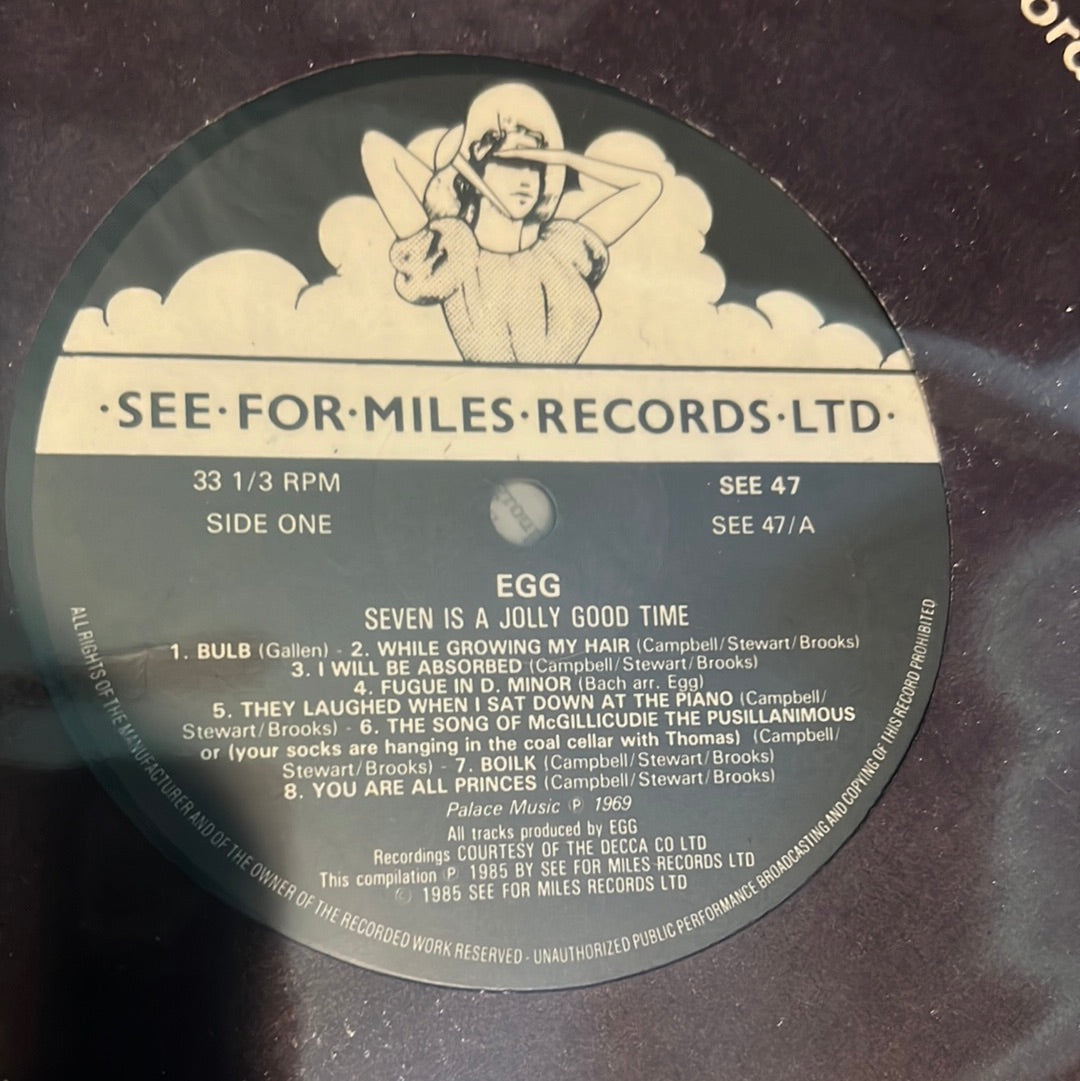 ·SEE·FOR·MILES·RECORDS·LTD·
33 1/3 RPM
SEE 47
SIDE ONE
SEE 47/A
EGG
SEVEN IS A JOLLY GOOD TIME
1. BULB (Gallen) - 2. WHILE GROWING MY HAIR (Campbell/Stewart/Brooks)
3. I WILL BE ABSORBED (Campbell/Stewart/Brooks)
4. FUGUE IN D. MINOR (Bach arr. Egg)
5. THEY LAUGHED WHEN I SAT DOWN AT THE PIANO (Campbell/
Stewart/Brooks) - 6. THE SONG OF McGILLICUDIE THE PUSILLANIMOUS
or (your socks are hanging in the coal cellar with Thomas) (Campbell/
Stewart/Brooks) - 7. BOILK (Campbell/Stewart/Brooks)
8. YOU ARE ALL PRINCES (Campbell/Stewart/Brooks)
Palace Music ℗ 1969
All tracks produced by EGG
Recordings COURTESY OF THE DECCA CO LTD
This compilation ℗ 1985 BY SEE FOR MILES RECORDS LTD
© 1985 SEE FOR MILES RECORDS LTD
ALL RIGHTS OF THE MANUFACTURER AND OF THE OWNER OF THE RECORDED WORK RESERVED - UNAUTHORIZED PUBLIC PERFORMANCE BROADCASTING AND COPYING OF THIS RECORD PROHIBITED